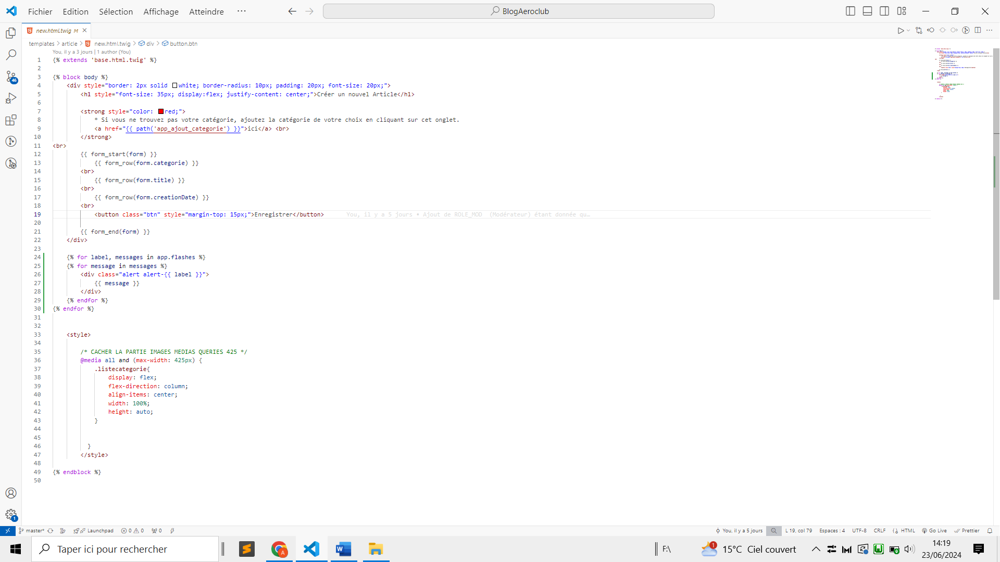 Fichier Edition Sélection Affichage Atteindre ··· BlogAeroclub
new.html.twig M
templates > article > new.html.twig > div > button.btn
You, il y a 3 jours | 1 author (You)
1 {% extends 'base.html.twig' %}
2
3 {% block body %}
4 <div style="border: 2px solid white; border-radius: 10px; padding: 20px; font-size: 20px;">
5 <h1 style="font-size: 35px; display:flex; justify-content: center;">Créer un nouvel Article</h1>
6
7 <strong style="color: red;">
8 * Si vous ne trouvez pas votre catégorie, ajoutez la catégorie de votre choix en cliquant sur cet onglet.
9 <a href="{{ path('app_ajout_categorie') }}">ici</a> <br>
10 </strong>
11 <br>
12 {{ form_start(form) }}
13 {{ form_row(form.categorie) }}
14 <br>
15 {{ form_row(form.title) }}
16 <br>
17 {{ form_row(form.creationDate) }}
18 <br>
19 <button class="btn" style="margin-top: 15px;">Enregistrer</button> You, il y a 5 jours • Ajout de ROLE_MOD (Modérateur) étant donnée qu…
20
21 {{ form_end(form) }}
22 </div>
23
24 {% for label, messages in app.flashes %}
25 {% for message in messages %}
26 <div class="alert alert-{{ label }}">
27 {{ message }}
28 </div>
29 {% endfor %}
30 {% endfor %}
31
32
33 <style>
34
35 /* CACHER LA PARTIE IMAGES MEDIAS QUERIES 425 */
36 @media all and (max-width: 425px) {
37 .listecategorie{
38 display: flex;
39 flex-direction: column;
40 align-items: center;
41 width: 100%;
42 height: auto;
43 }
44
45
46 }
47 </style>
48
49 {% endblock %}
50
46
1
master* Launchpad 0 0 0 You, il y a 5 jours L 19, col 79 Espaces : 4 UTF-8 CRLF HTML Go Live Prettier
Taper ici pour rechercher F:\ 1 15°C Ciel couvert 14:19
23/06/2024